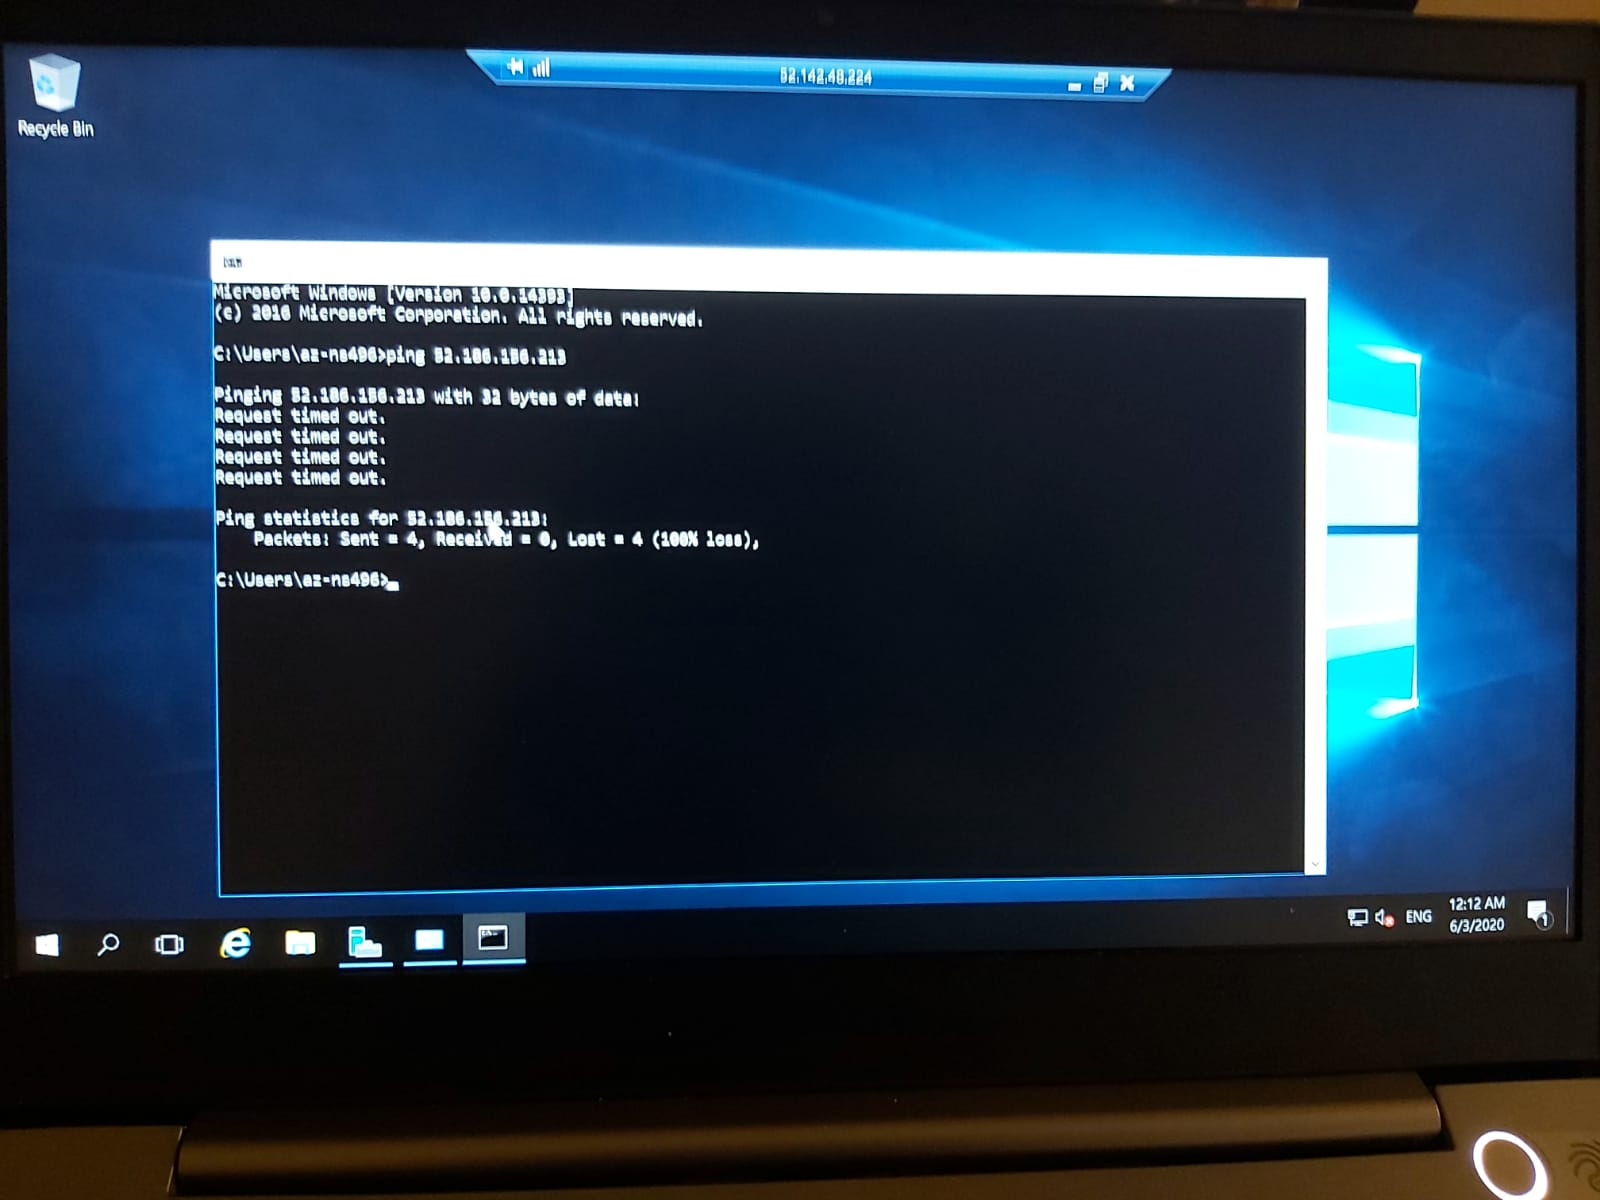 Recycle Bin
52.142.48.224
Microsoft Windows [Version 10.0.14393]
(c) 2016 Microsoft Corporation. All rights reserved.
C:\Users\az-ns496>ping 52.186.156.213
Pinging 52.186.156.213 with 32 bytes of data:
Request timed out.
Request timed out.
Request timed out.
Request timed out.
Ping statistics for 52.186.156.213:
Packets: Sent = 4, Received = 0, Lost = 4 (100% loss),
C:\Users\az-ns496>
ENG
12:12 AM
6/3/2020
1